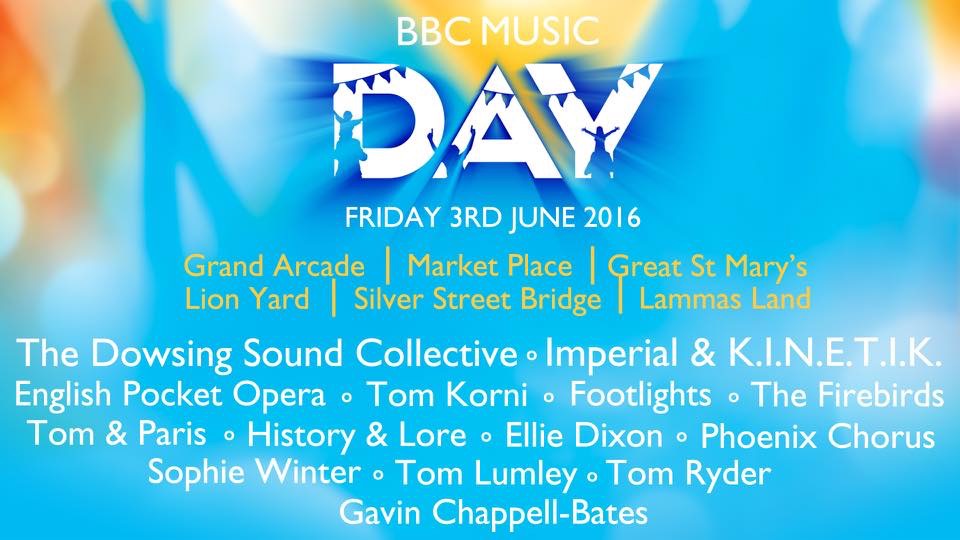 BBC MUSIC
DAY
FRIDAY 3RD JUNE 2016
Grand Arcade | Market Place | Great St Mary's
Lion Yard | Silver Street Bridge | Lammas Land
The Dowsing Sound Collective ∘ Imperial & K.I.N.E.T.I.K.
English Pocket Opera ∘ Tom Korni ∘ Footlights ∘ The Firebirds
Tom & Paris ∘ History & Lore ∘ Ellie Dixon ∘ Phoenix Chorus
Sophie Winter ∘ Tom Lumley ∘ Tom Ryder
Gavin Chappell-Bates